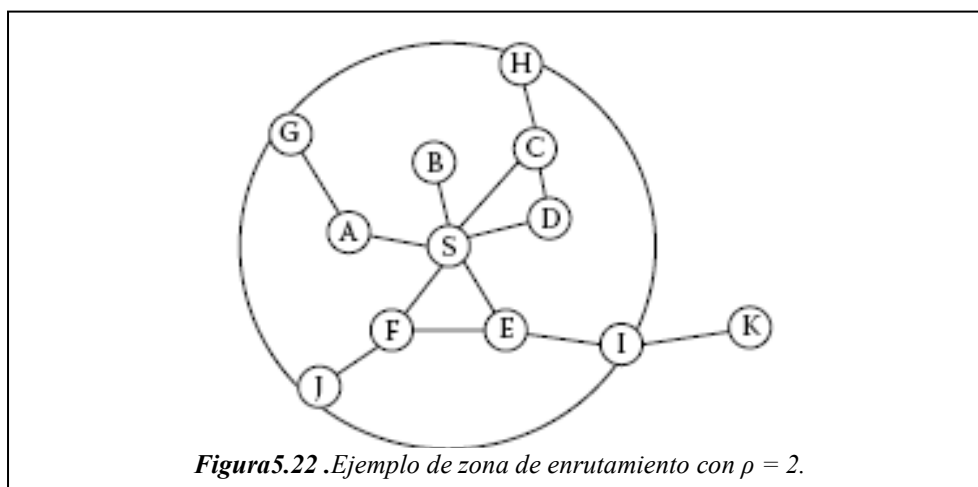 H
G
C
B
D
A
S
F
E
I
K
J
Figura5.22 .Ejemplo de zona de enrutamiento con ρ = 2.